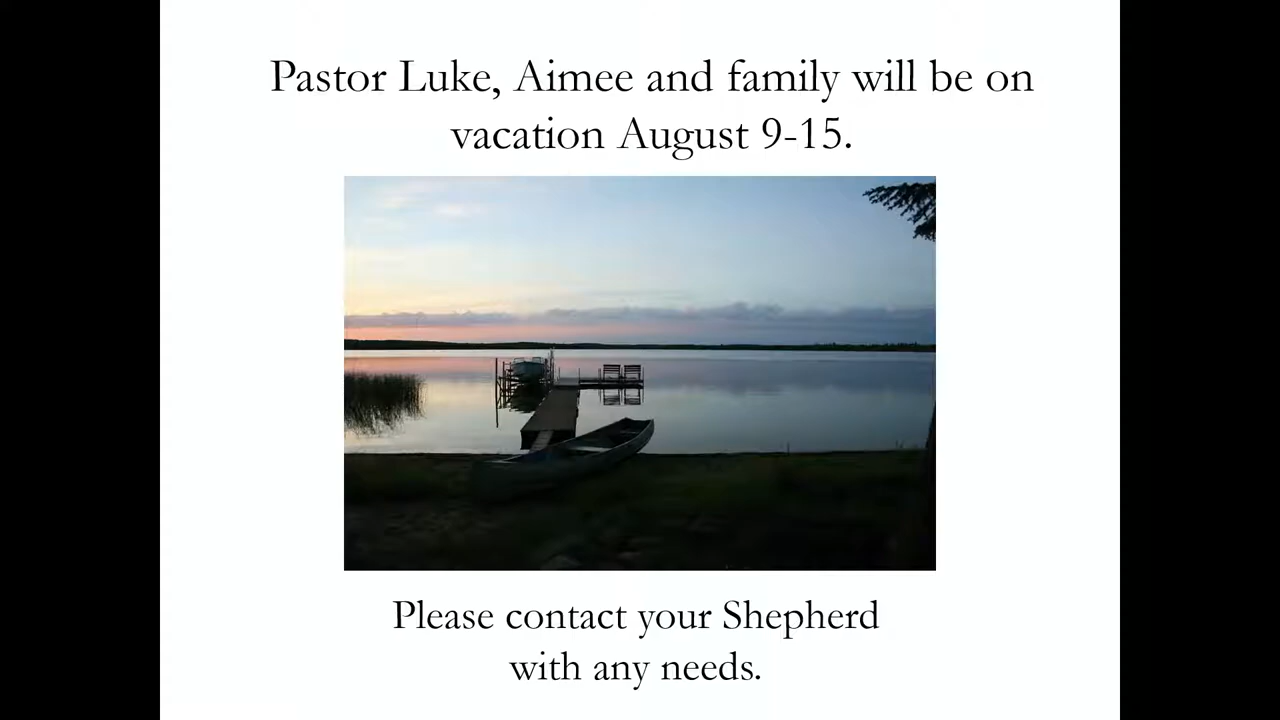 Pastor Luke, Aimee and family will be on
vacation August 9-15.
Please contact your Shepherd
with any needs.